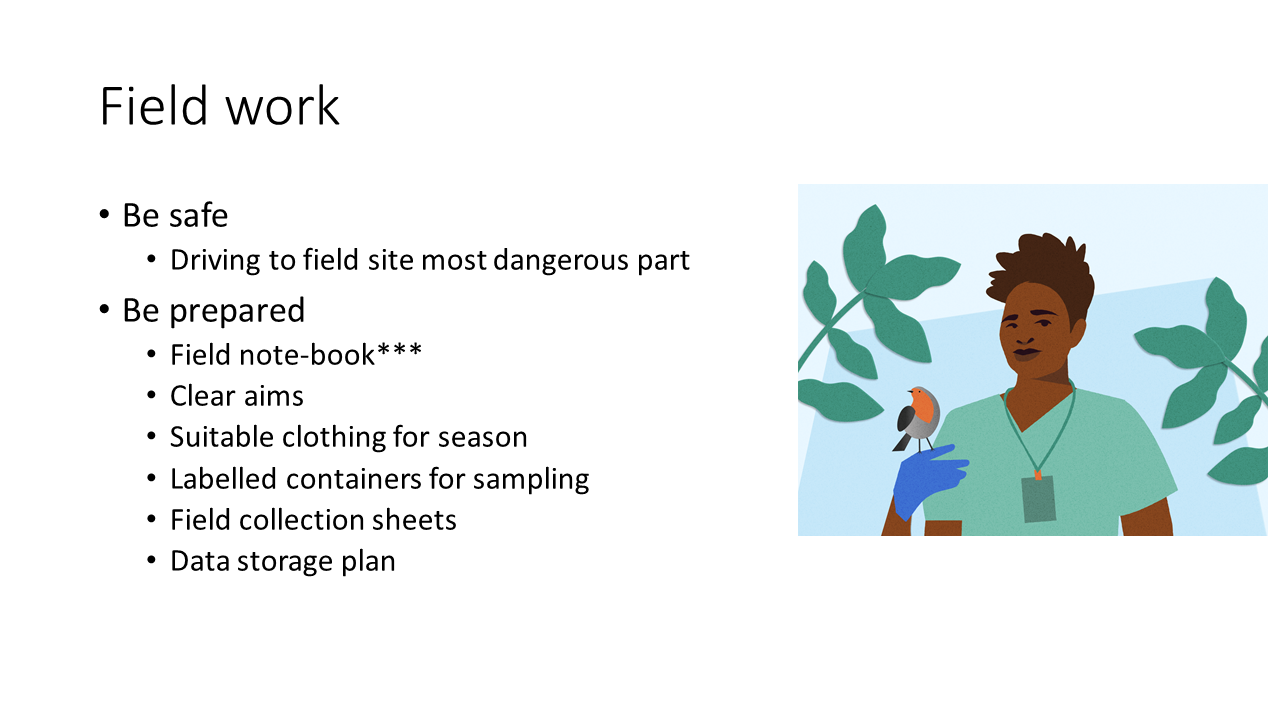 Field work
• Be safe
• Driving to field site most dangerous part
• Be prepared
• Field note-book***
• Clear aims
• Suitable clothing for season
• Labelled containers for sampling
• Field collection sheets
• Data storage plan